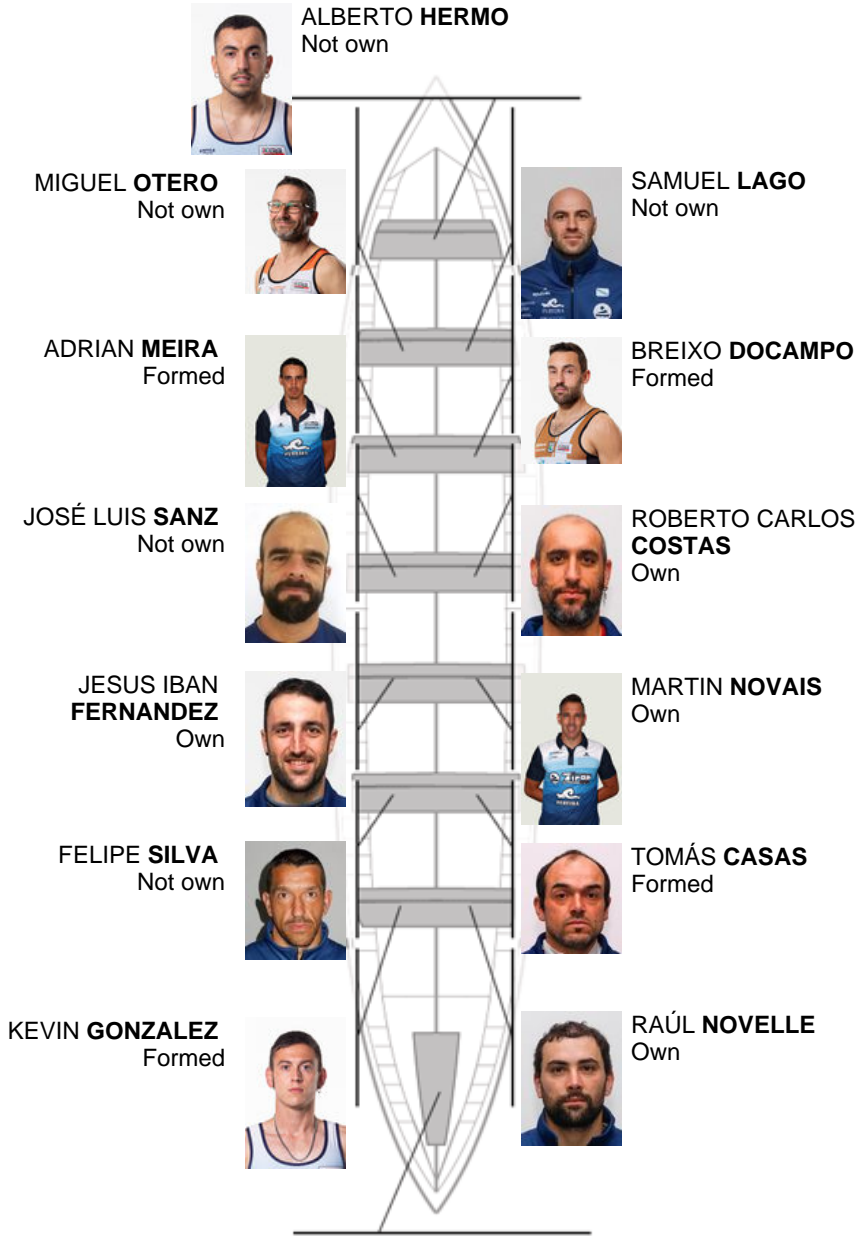 ALBERTO HERMO
Not own
MIGUEL OTERO
Not own
SAMUEL LAGO
Not own
ADRIAN MEIRA
Formed
BREIXO DOCAMPO
Formed
JOSÉ LUIS SANZ
Not own
ROBERTO CARLOS
COSTAS
Own
JESUS IBAN
FERNANDEZ
Own
MARTIN NOVAIS
Own
FELIPE SILVA
Not own
TOMÁS CASAS
Formed
KEVIN GONZALEZ
Formed
RAÚL NOVELLE
Own